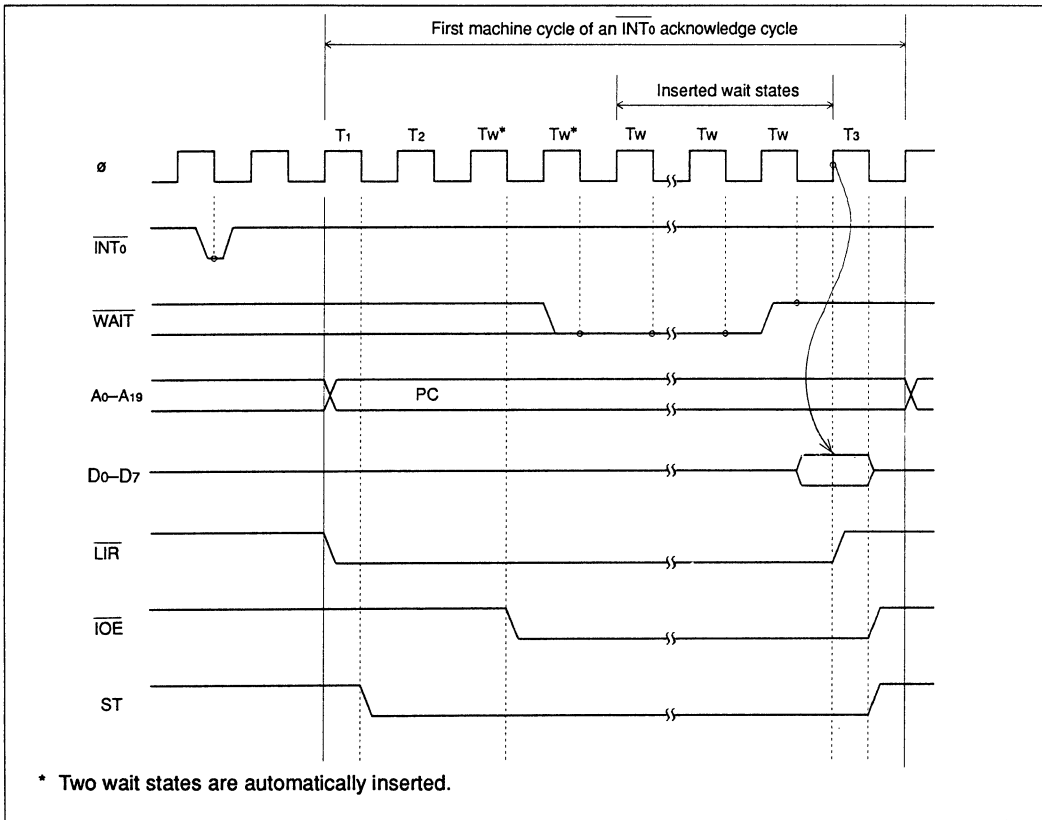 First machine cycle of an INT0 acknowledge cycle
Inserted wait states
T1 T2 Tw* Tw* Tw Tw Tw T3
ø
INT0
WAIT
A0–A19 PC
D0–D7
LIR
IOE
ST
* Two wait states are automatically inserted.